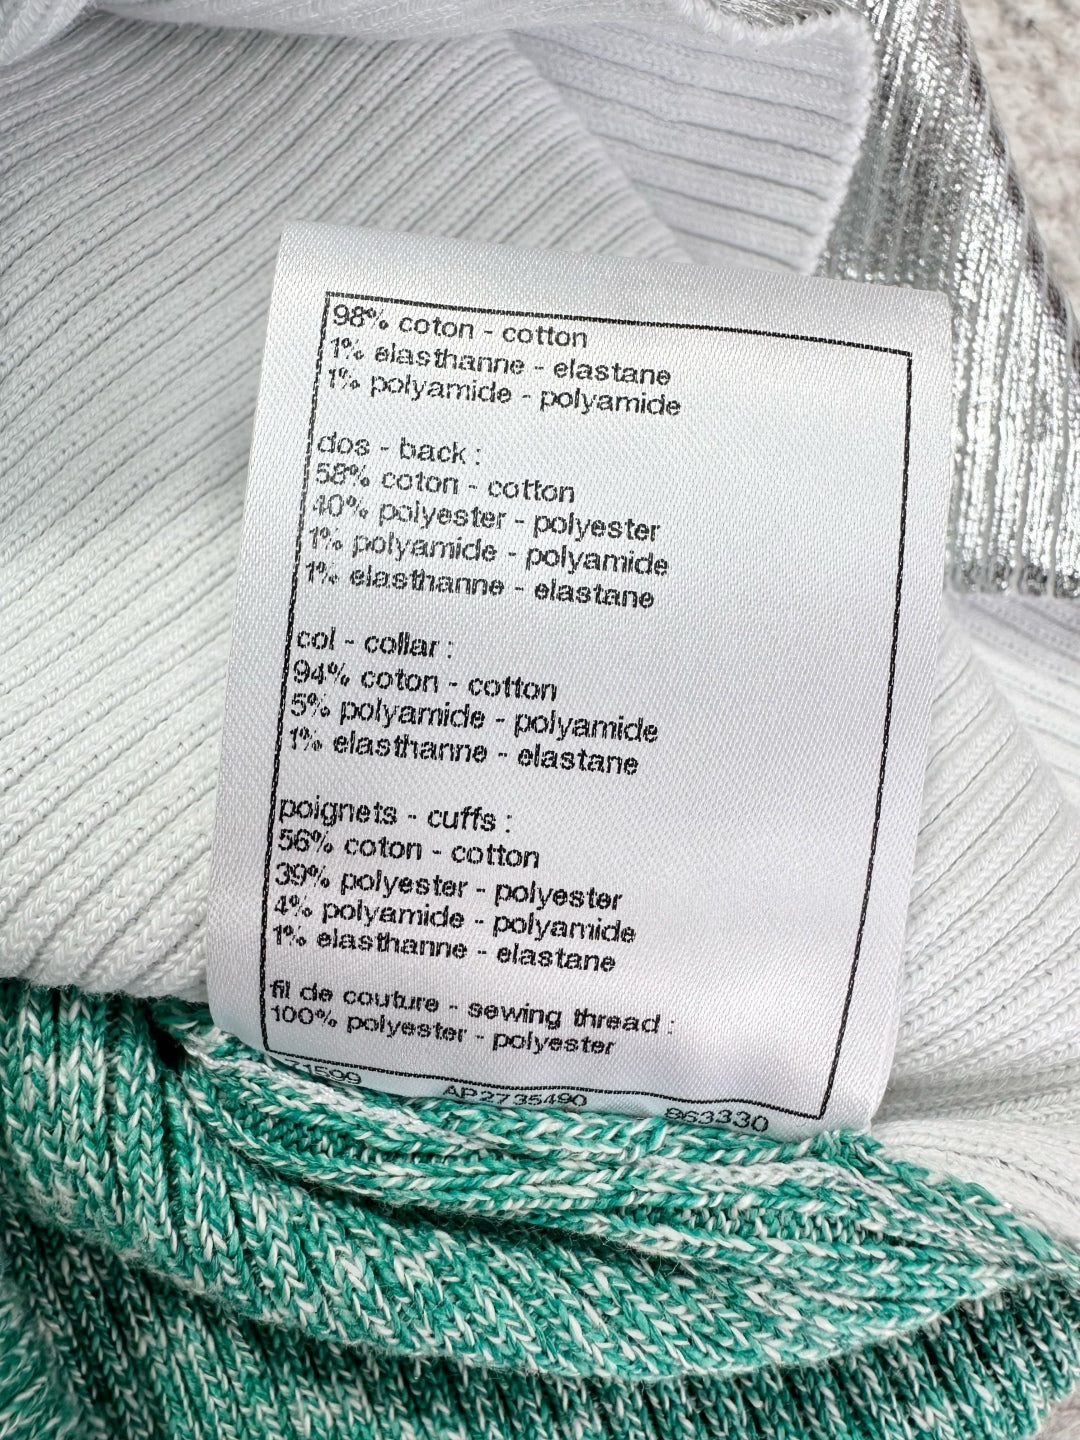 98% coton - cotton
1% elasthanne - elastane
1% polyamide - polyamide
dos - back :
58% coton - cotton
40% polyester - polyester
1% polyamide - polyamide
1% elasthanne - elastane
col - collar :
94% coton - cotton
5% polyamide - polyamide
1% elasthanne - elastane
poignets - cuffs :
56% coton - cotton
39% polyester - polyester
4% polyamide - polyamide
1% elasthanne - elastane
fil de couture - sewing thread :
100% polyester - polyester
71599 AP2735490 963330